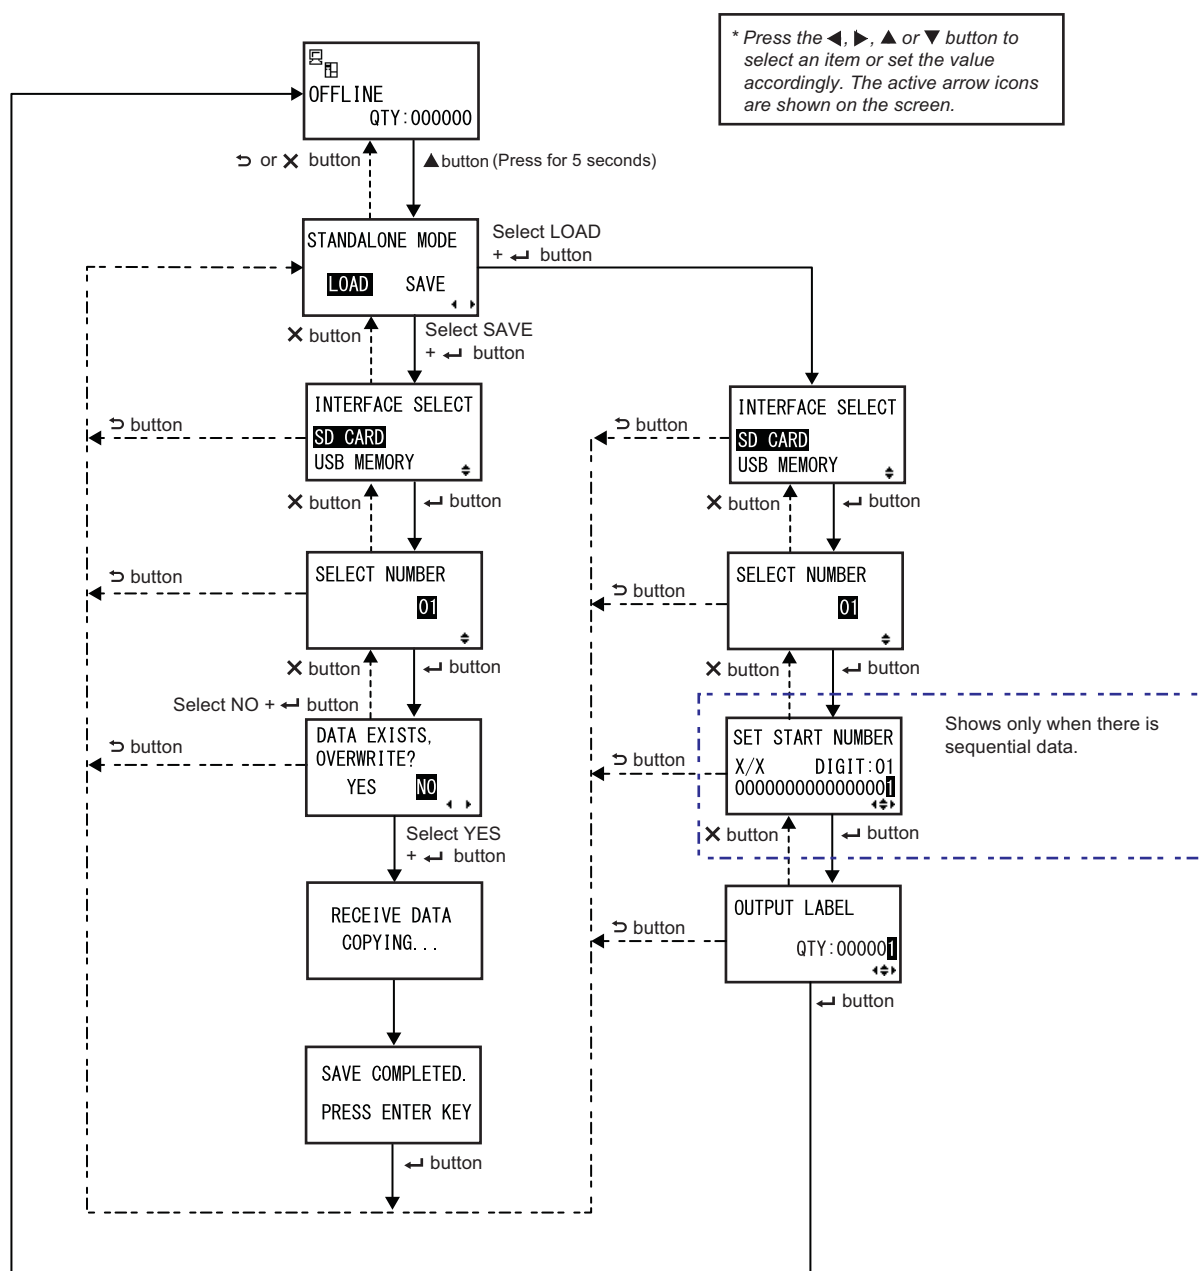 * Press the ◀, ▶, ▲ or ▼ button to
select an item or set the value
accordingly. The active arrow icons
are shown on the screen.
OFFLINE
QTY:000000
⮌ or ✕ button
▲ button (Press for 5 seconds)
STANDALONE MODE
LOAD SAVE
◀ ▶
Select LOAD
+ ↵ button
✕ button
Select SAVE
+ ↵ button
INTERFACE SELECT
SD CARD
USB MEMORY
⮌ button
✕ button
↵ button
SELECT NUMBER
01
⮌ button
✕ button
↵ button
Select NO + ↵ button
DATA EXISTS,
OVERWRITE?
YES NO
◀ ▶
⮌ button
Select YES
+ ↵ button
RECEIVE DATA
COPYING...
SAVE COMPLETED.
PRESS ENTER KEY
↵ button
INTERFACE SELECT
SD CARD
USB MEMORY
⮌ button
✕ button
↵ button
SELECT NUMBER
01
⮌ button
✕ button
↵ button
SET START NUMBER
X/X DIGIT:01
0000000000000001
⮌ button
Shows only when there is
sequential data.
✕ button
↵ button
OUTPUT LABEL
QTY:000001
⮌ button
↵ button